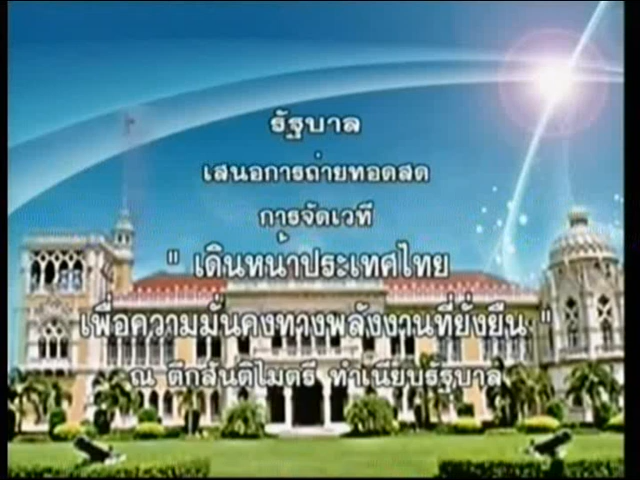 รัฐบาล
เสนอการถ่ายทอดสด
การจัดเวที
" เดินหน้าประเทศไทย
เพื่อความมั่นคงทางพลังงานที่ยั่งยืน "
ณ ตึกสันติไมตรี ทำเนียบรัฐบาล